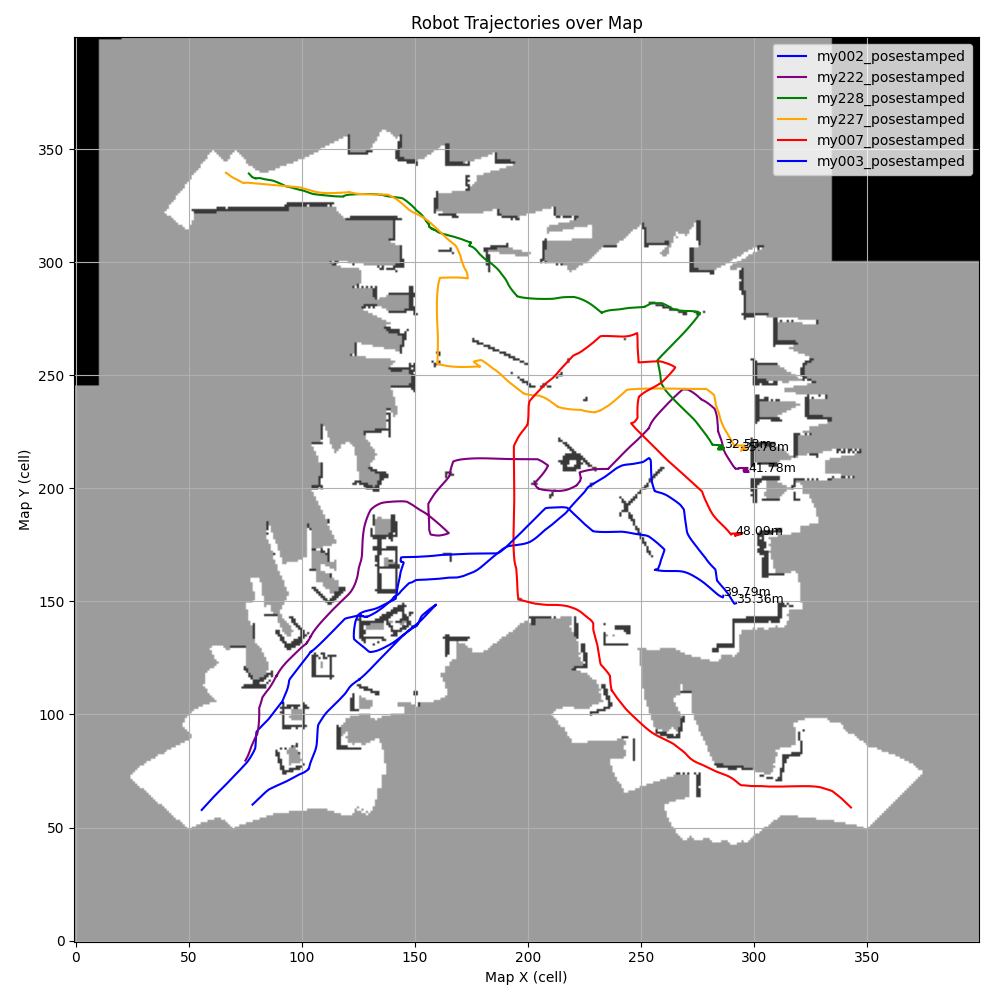 Robot Trajectories over Map
my002_posestamped
my222_posestamped
my228_posestamped
my227_posestamped
my007_posestamped
my003_posestamped
350
300
250
200
150
100
50
0
Map Y (cell)
41.78m
48.09m
39.79m
35.36m
0 50 100 150 200 250 300 350
Map X (cell)